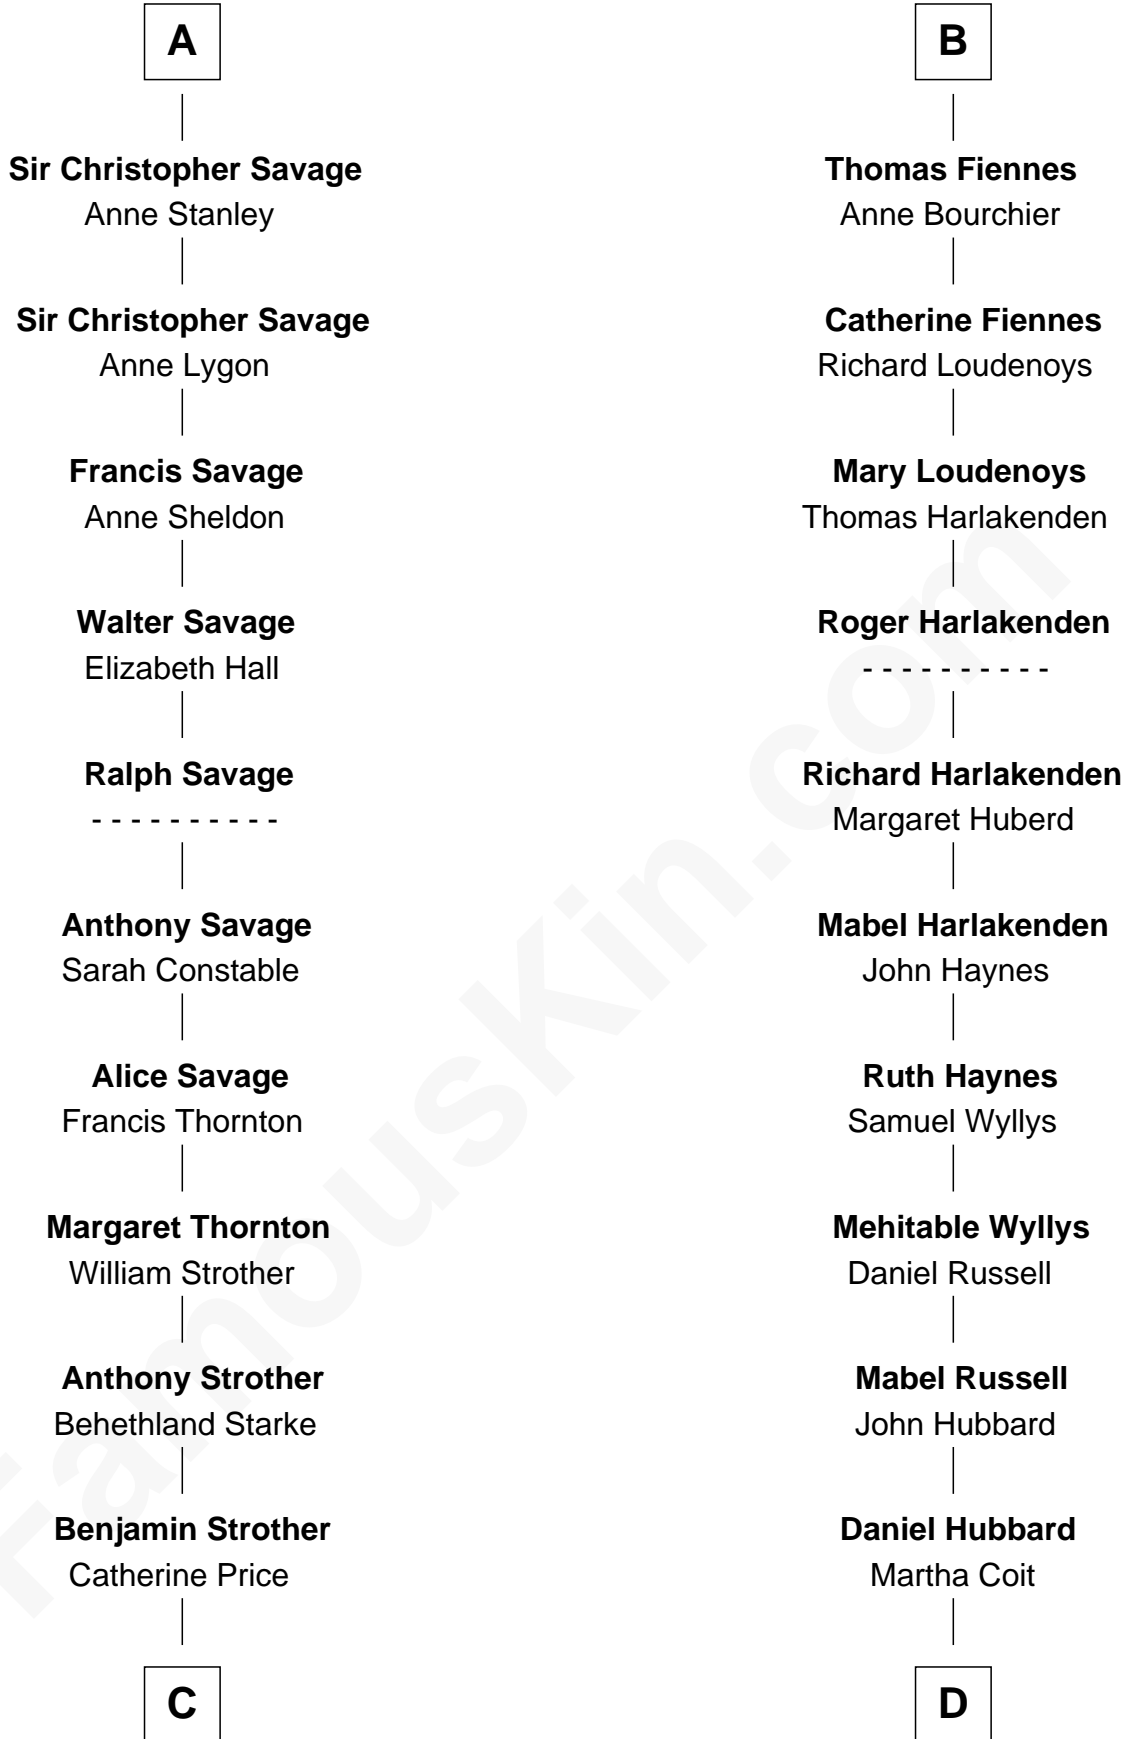 A
Sir Christopher Savage
Anne Stanley
Sir Christopher Savage
Anne Lygon
Francis Savage
Anne Sheldon
Walter Savage
Elizabeth Hall
Ralph Savage
- - - - - - - - - -
Anthony Savage
Sarah Constable
Alice Savage
Francis Thornton
Margaret Thornton
William Strother
Anthony Strother
Behethland Starke
Benjamin Strother
Catherine Price
C
B
Thomas Fiennes
Anne Bourchier
Catherine Fiennes
Richard Loudenoys
Mary Loudenoys
Thomas Harlakenden
Roger Harlakenden
- - - - - - - - - -
Richard Harlakenden
Margaret Huberd
Mabel Harlakenden
John Haynes
Ruth Haynes
Samuel Wyllys
Mehitable Wyllys
Daniel Russell
Mabel Russell
John Hubbard
Daniel Hubbard
Martha Coit
D
FamousKin.com